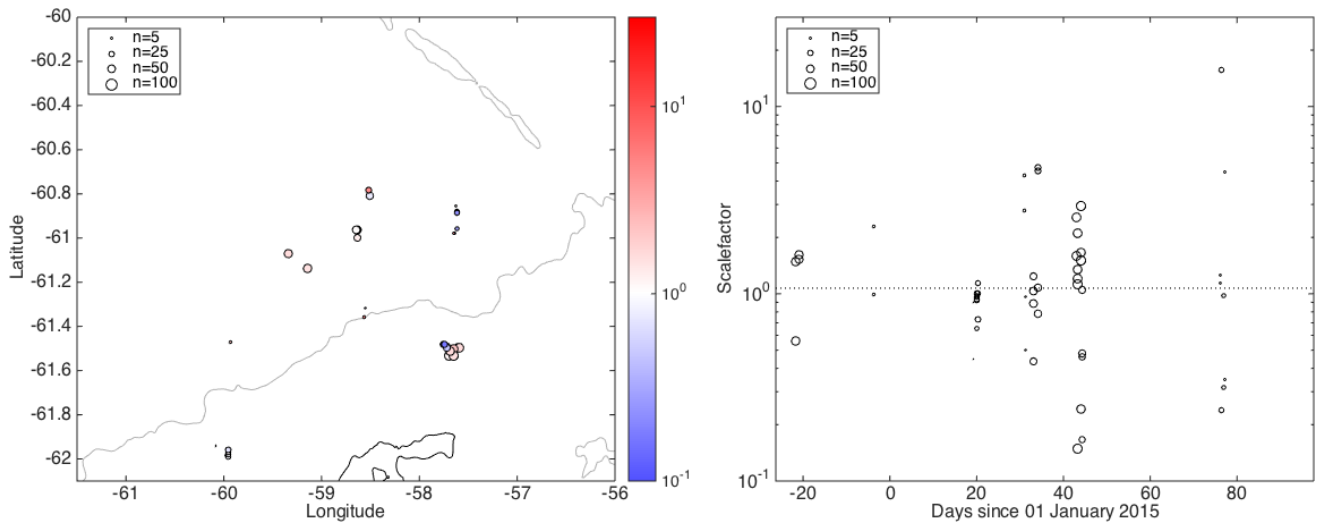 n=5
n=25
n=50
n=100
-60
-60.2
-60.4
-60.6
-60.8
-61
-61.2
-61.4
-61.6
-61.8
-62
Latitude
-61 -60 -59 -58 -57 -56
Longitude
10^1
10^0
10^-1
n=5
n=25
n=50
n=100
10^1
10^0
10^-1
Scalefactor
-20 0 20 40 60 80
Days since 01 January 2015